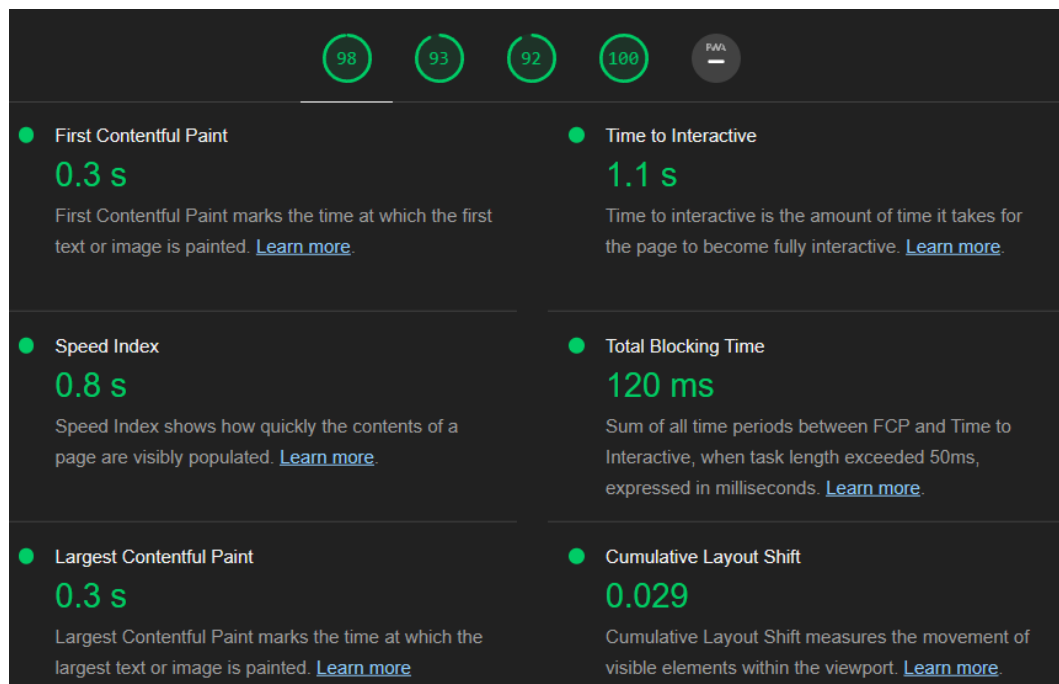 98 93 92 100 PWA
First Contentful Paint
0.3 s
First Contentful Paint marks the time at which the first
text or image is painted. Learn more.
Time to Interactive
1.1 s
Time to interactive is the amount of time it takes for
the page to become fully interactive. Learn more.
Speed Index
0.8 s
Speed Index shows how quickly the contents of a
page are visibly populated. Learn more.
Total Blocking Time
120 ms
Sum of all time periods between FCP and Time to
Interactive, when task length exceeded 50ms,
expressed in milliseconds. Learn more.
Largest Contentful Paint
0.3 s
Largest Contentful Paint marks the time at which the
largest text or image is painted. Learn more
Cumulative Layout Shift
0.029
Cumulative Layout Shift measures the movement of
visible elements within the viewport. Learn more.